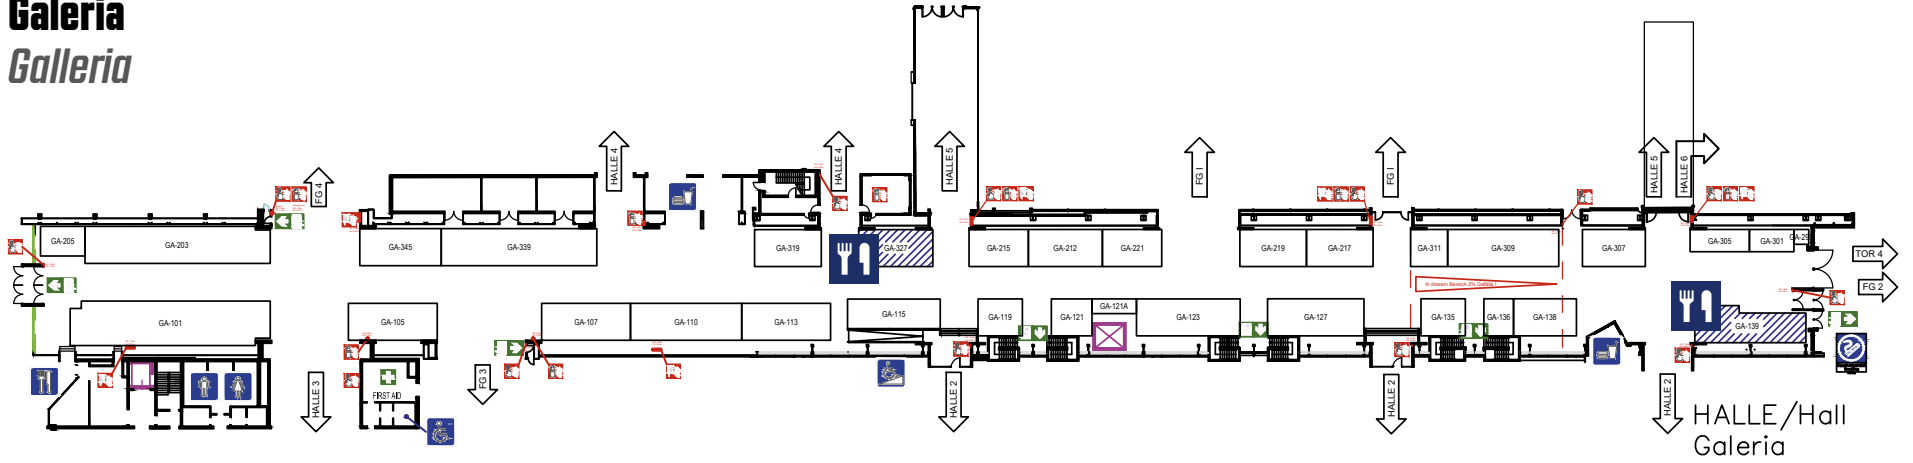 Galeria
Galleria
FG 4
HALLE 4
HALLE 4
HALLE 5
FG I
FG I
HALLE 5
HALLE 6
GA-205
GA-203
GA-345
GA-339
GA-319
GA-327
GA-215
GA-212
GA-221
GA-219
GA-217
GA-311
GA-309
GA-307
GA-305
GA-301
TOR 4
FG 2
In diesem Bereich 2% Gefälle !
GA-101
GA-105
GA-107
GA-110
GA-113
GA-115
GA-119
GA-121
GA-121A
GA-123
GA-127
GA-135
GA-136
GA-138
GA-139
FIRST AID
HALLE 3
FG 3
HALLE 2
HALLE 2
HALLE 2
HALLE/Hall
Galeria